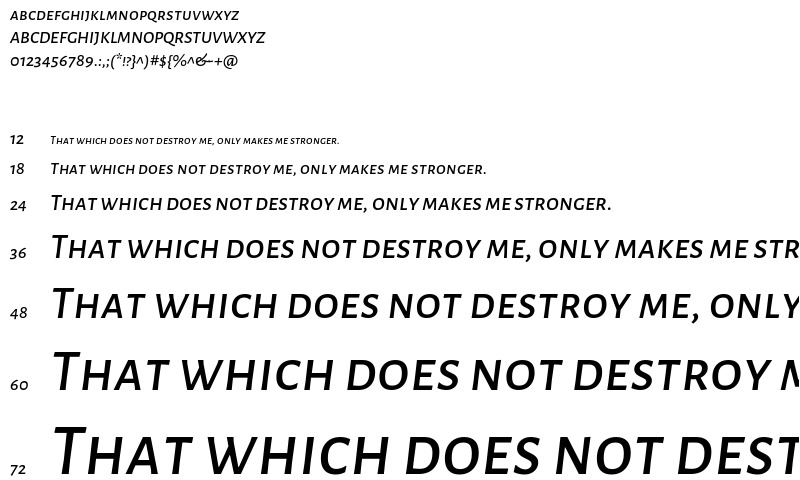 ABCDEFGHIJKLMNOPQRSTUVWXYZ
ABCDEFGHIJKLMNOPQRSTUVWXYZ
0123456789.:,;(*!?}^)#${%^&-+@
12 That which does not destroy me, only makes me stronger.
18 That which does not destroy me, only makes me stronger.
24 That which does not destroy me, only makes me stronger.
36 That which does not destroy me, only makes me str
48 That which does not destroy me, only
60 That which does not destroy m
72 That which does not dest